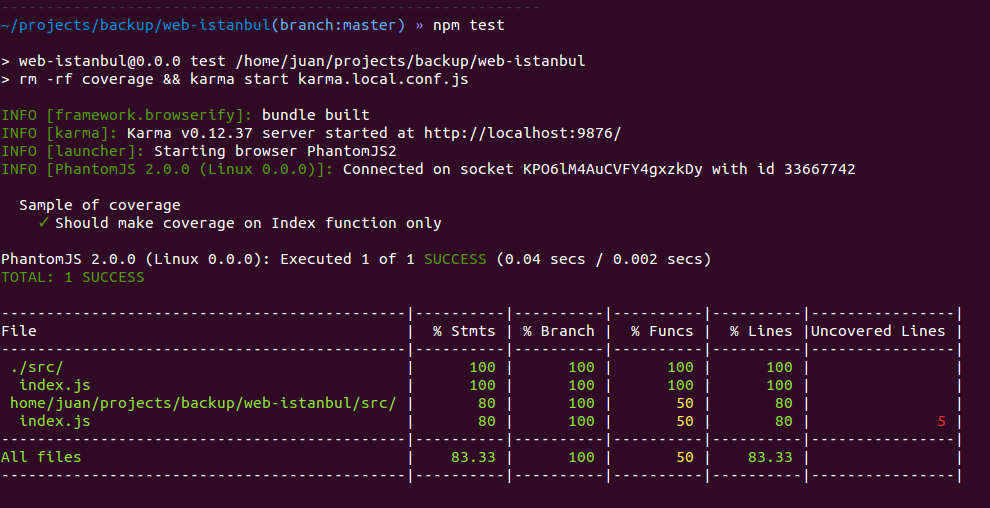 ------------------------------------------------------------
~/projects/backup/web-istanbul(branch:master) » npm test
> web-istanbul@0.0.0 test /home/juan/projects/backup/web-istanbul
> rm -rf coverage && karma start karma.local.conf.js
INFO [framework.browserify]: bundle built
INFO [karma]: Karma v0.12.37 server started at http://localhost:9876/
INFO [launcher]: Starting browser PhantomJS2
INFO [PhantomJS 2.0.0 (Linux 0.0.0)]: Connected on socket KPO6lM4AuCVFY4gxzkDy with id 33667742
  Sample of coverage
    ✓ Should make coverage on Index function only
PhantomJS 2.0.0 (Linux 0.0.0): Executed 1 of 1 SUCCESS (0.04 secs / 0.002 secs)
TOTAL: 1 SUCCESS
---------------------------------------------|----------|----------|----------|----------|----------------|
File                                         |  % Stmts | % Branch |  % Funcs |  % Lines |Uncovered Lines |
---------------------------------------------|----------|----------|----------|----------|----------------|
 ./src/                                      |      100 |      100 |      100 |      100 |                |
  index.js                                   |      100 |      100 |      100 |      100 |                |
 home/juan/projects/backup/web-istanbul/src/ |       80 |      100 |       50 |       80 |                |
  index.js                                   |       80 |      100 |       50 |       80 |              5 |
---------------------------------------------|----------|----------|----------|----------|----------------|
All files                                    |    83.33 |      100 |       50 |    83.33 |                |
---------------------------------------------|----------|----------|----------|----------|----------------|